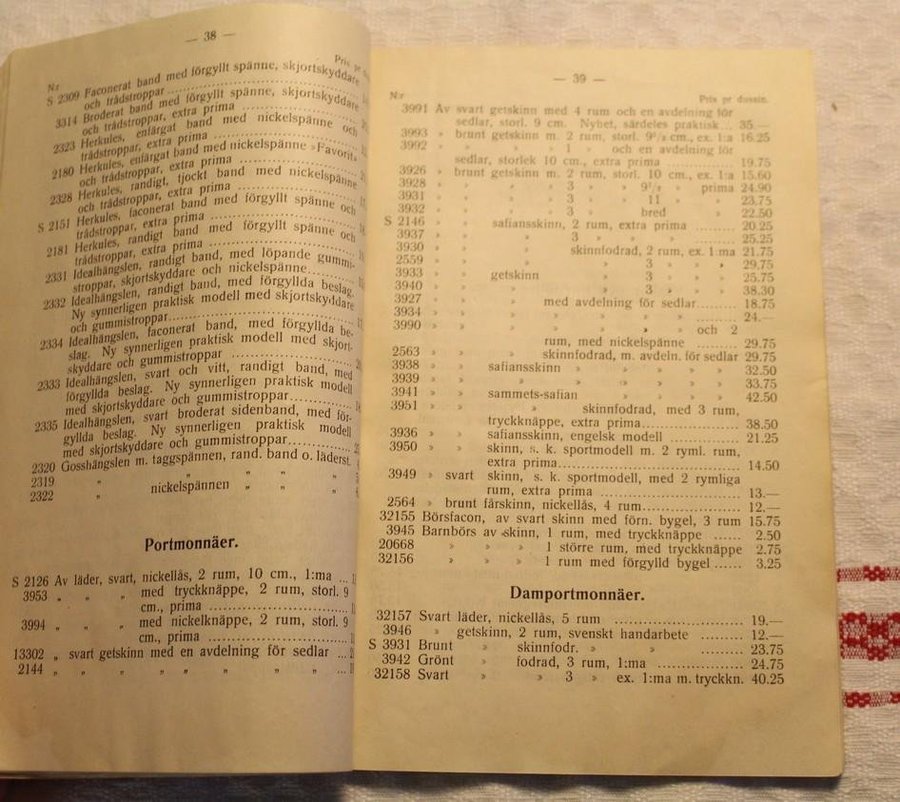 — 38 —
N:r Pris pr
S 2309 Faconerat band med förgyllt spänne, skjortskyddare
och trådstroppar
3314 Broderat band med förgyllt spänne, skjortskyddare
och trådstroppar, extra prima
2323 Herkules, enfärgat band med nickelspänne och
trådstroppar, extra prima
2180 Herkules, enfärgat band med nickelspänne »Favorit»
och trådstroppar, extra prima
2328 Herkules, randigt, tjockt band med nickelspänne
och trådstroppar, extra prima
S 2151 Herkules, faconerat band med förgyllt spänne och
trådstroppar, extra prima
2181 Herkules, randigt band med förgyllt spänne och
trådstroppar, extra prima
2331 Idealhängslen, randigt band, med löpande gummi-
stroppar, skjortskyddare och nickelspänne
2332 Idealhängslen, randigt band, med förgyllda beslag.
Ny synnerligen praktisk modell med skjortskyddare
och gummistroppar
2334 Idealhängslen, faconerat band, med förgyllda be-
slag. Ny synnerligen praktisk modell med skjort-
skyddare och gummistroppar
2333 Idealhängslen, svart och vitt, randigt band, med
förgyllda beslag. Ny synnerligen praktisk modell
med skjortskyddare och gummistroppar
2335 Idealhängslen, svart broderat sidenband, med för-
gyllda beslag. Ny synnerligen praktisk modell
med skjortskyddare och gummistroppar
2320 Gosshängslen m. taggspännen, rand. band o. läderst.
2319 „ „ „ „ „
2322 „ nickelspännen „ „ „
Portmonnäer.
S 2126 Av läder, svart, nickellås, 2 rum, 10 cm., 1:ma ...
3953 „ „ „ med tryckknäppe, 2 rum, storl. 9
cm., prima
3994 „ „ „ med nickelknäppe, 2 rum, storl. 9
cm., prima
13302 „ svart getskinn med en avdelning för sedlar ...
2144 „ „ „ „ „ „ „ „ ...
— 39 —
N:r Pris pr dussin.
3991 Av svart getskinn med 4 rum och en avdelning för
sedlar, storl. 9 cm. Nyhet, särdeles praktisk .. 35.—
3993 » brunt getskinn m. 2 rum, storl. 9½ cm., ex. 1:a 16.25
3992 » » » » 1 » och en avdelning för
sedlar, storlek 10 cm., extra prima 19.75
3926 » brunt getskinn m. 2 rum, storl. 10 cm., ex. 1:a 15.60
3928 » » » 3 » » 9½ » prima 24.90
3931 » » » 3 » » 11 » » 23.75
3932 » » » 3 » bred » 22.50
S 2146 » » safiansskinn, 2 rum, extra prima 20.25
3937 » » » 3 » » » 25.25
3930 » » » skinnfodrad, 2 rum, ex. 1:ma 21.75
2559 » » » » 3 » » » 29.75
3933 » » getskinn » 3 » » » 25.75
3940 » » » » 3 » » » 38.30
3927 » » » med avdelning för sedlar 18.75
3934 » » » » » » » 24.—
3990 » » » » » » » och 2
rum, med nickelspänne 29.75
2563 » » » skinnfodrad, m. avdeln. för sedlar 29.75
3938 » » safiansskinn » » » » 32.50
3939 » » » » » » » 33.75
3941 » » sammets-safian » » » » 42.50
3951 » » » skinnfodrad, med 3 rum,
tryckknäppe, extra prima 38.50
3936 » » safiansskinn, engelsk modell 21.25
3950 » » skinn, s. k. sportmodell m. 2 ryml. rum,
extra prima 14.50
3949 » svart skinn, s. k. sportmodell, med 2 rymliga
rum, extra prima 13.—
2564 » brunt fårskinn, nickellås, 4 rum 12.—
32155 Börsfacon, av svart skinn med förn. bygel, 3 rum 15.75
3945 Barnbörs av skinn, 1 rum, med tryckknäppe ...... 2.50
20668 » » » 1 större rum, med tryckknäppe 2.75
32156 » » » 1 rum med förgylld bygel ...... 3.25
Damportmonnäer.
32157 Svart läder, nickellås, 5 rum 19.—
3946 » getskinn, 2 rum, svenskt handarbete 12.—
S 3931 Brunt » skinnfodr. » » 23.75
3942 Grönt » fodrad, 3 rum, 1:ma 24.75
32158 Svart » » 3 » ex. 1:ma m. tryckkn. 40.25